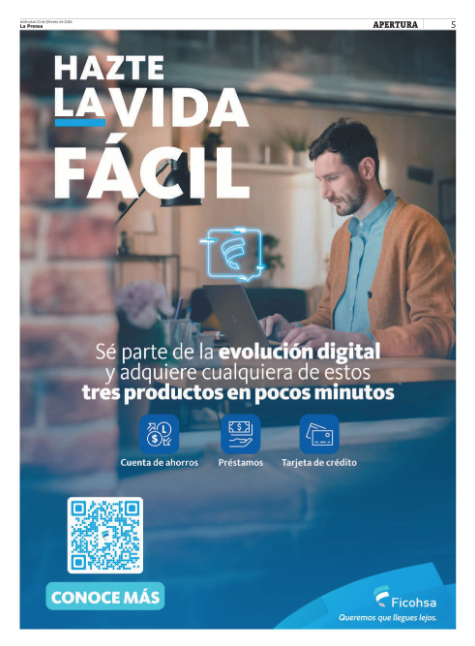 La Prensa
APERTURA
5
HAZTE
LA VIDA
FÁCIL
Sé parte de la evolución digital
y adquiere cualquiera de estos
tres productos en pocos minutos
Cuenta de ahorros
Préstamos
Tarjeta de crédito
CONOCE MÁS
Ficohsa
Queremos que llegues lejos.